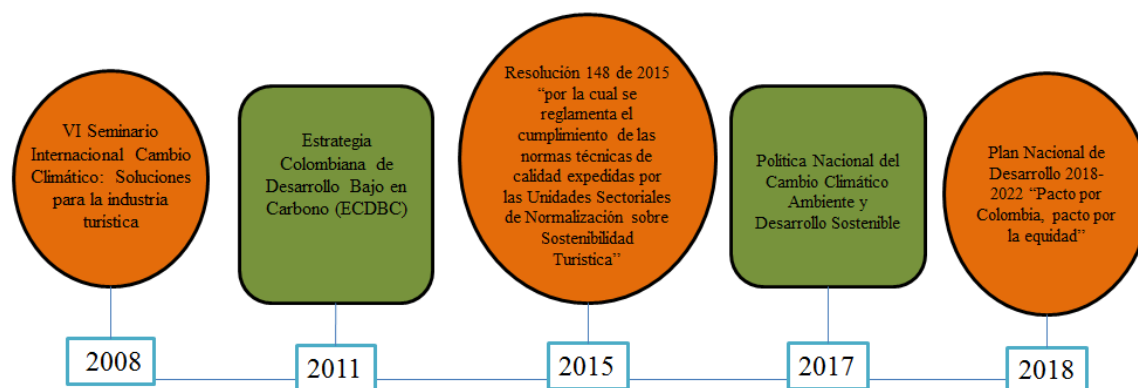 VI Seminario
Internacional Cambio
Climático: Soluciones
para la industria
turística
Estrategia
Colombiana de
Desarrollo Bajo en
Carbono (ECDBC)
Resolución 148 de 2015
“por la cual se
reglamenta el
cumplimiento de las
normas técnicas de
calidad expedidas por
las Unidades Sectoriales
de Normalización sobre
Sostenibilidad
Turística”
Política Nacional del
Cambio Climático
Ambiente y
Desarrollo Sostenible
Plan Nacional de
Desarrollo 2018-
2022 “Pacto por
Colombia, pacto por
la equidad”
2008
2011
2015
2017
2018